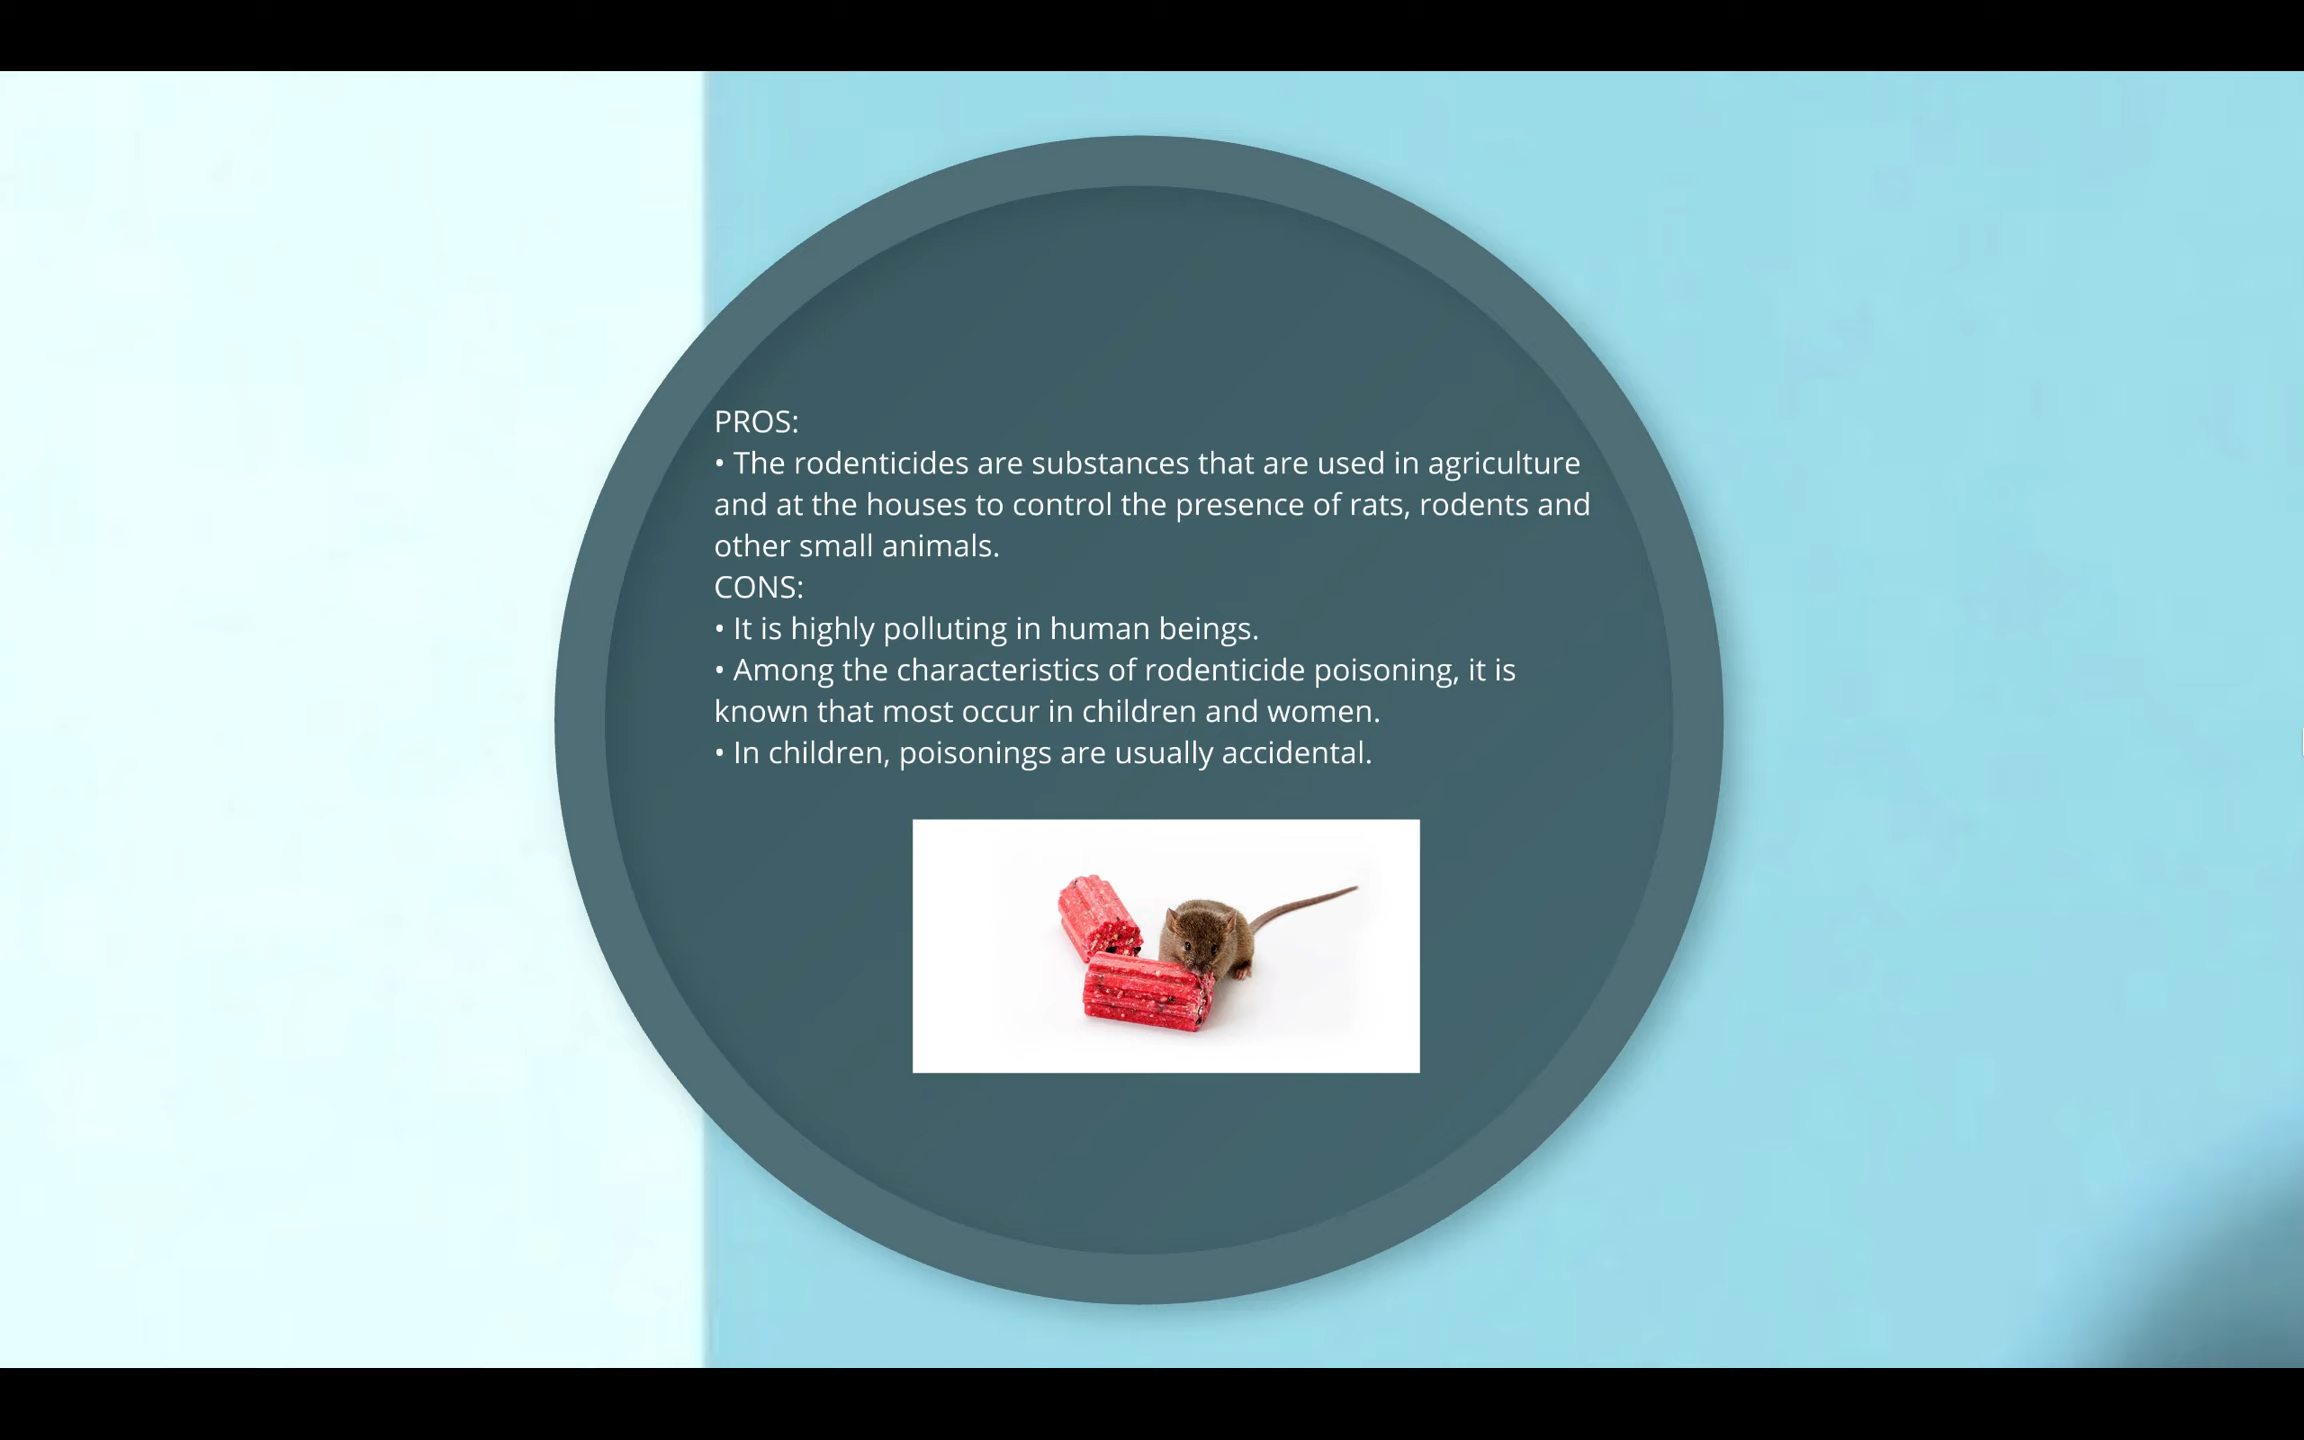 PROS:
• The rodenticides are substances that are used in agriculture
and at the houses to control the presence of rats, rodents and
other small animals.
CONS:
• It is highly polluting in human beings.
• Among the characteristics of rodenticide poisoning, it is
known that most occur in children and women.
• In children, poisonings are usually accidental.